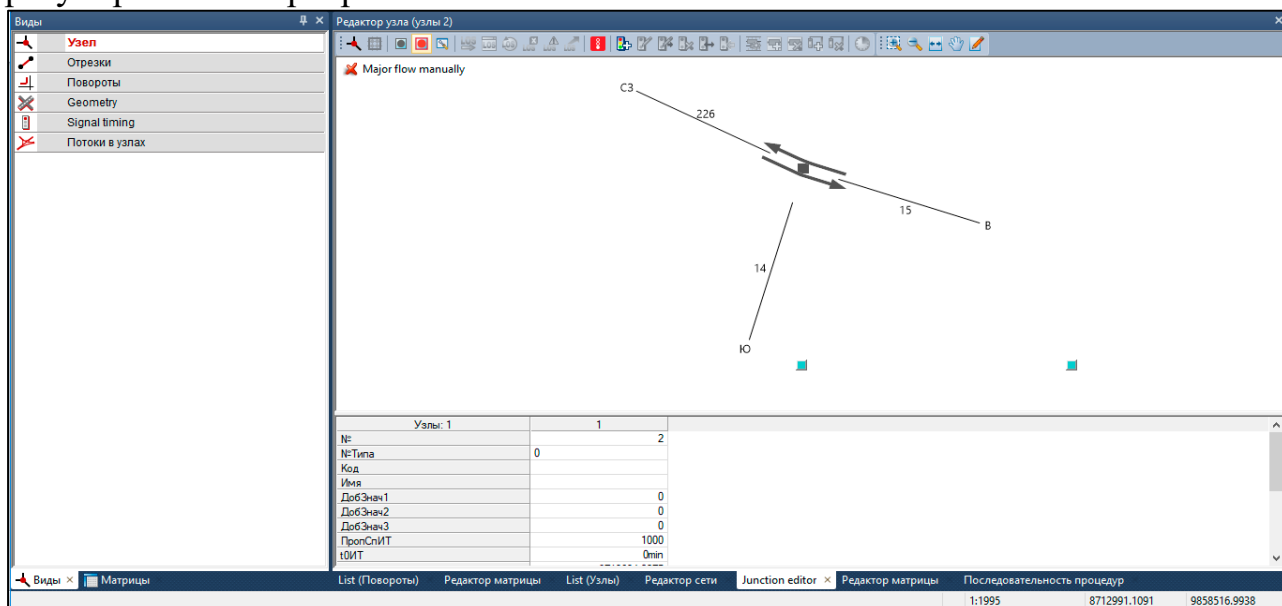 Виды
Редактор узла (узлы 2)
Узел
Отрезки
Повороты
Geometry
Signal timing
Потоки в узлах
Major flow manually
СЗ
226
15
В
14
Ю
Узлы: 1 1
№ 2
№Типа 0
Код
Имя
ДобЗнач1 0
ДобЗнач2 0
ДобЗнач3 0
ПропСпИТ 1000
t0ИТ 0min
Виды Матрицы List (Повороты) Редактор матрицы List (Узлы) Редактор сети Junction editor Редактор матрицы Последовательность процедур
1:1995 8712991.1091 9858516.9938